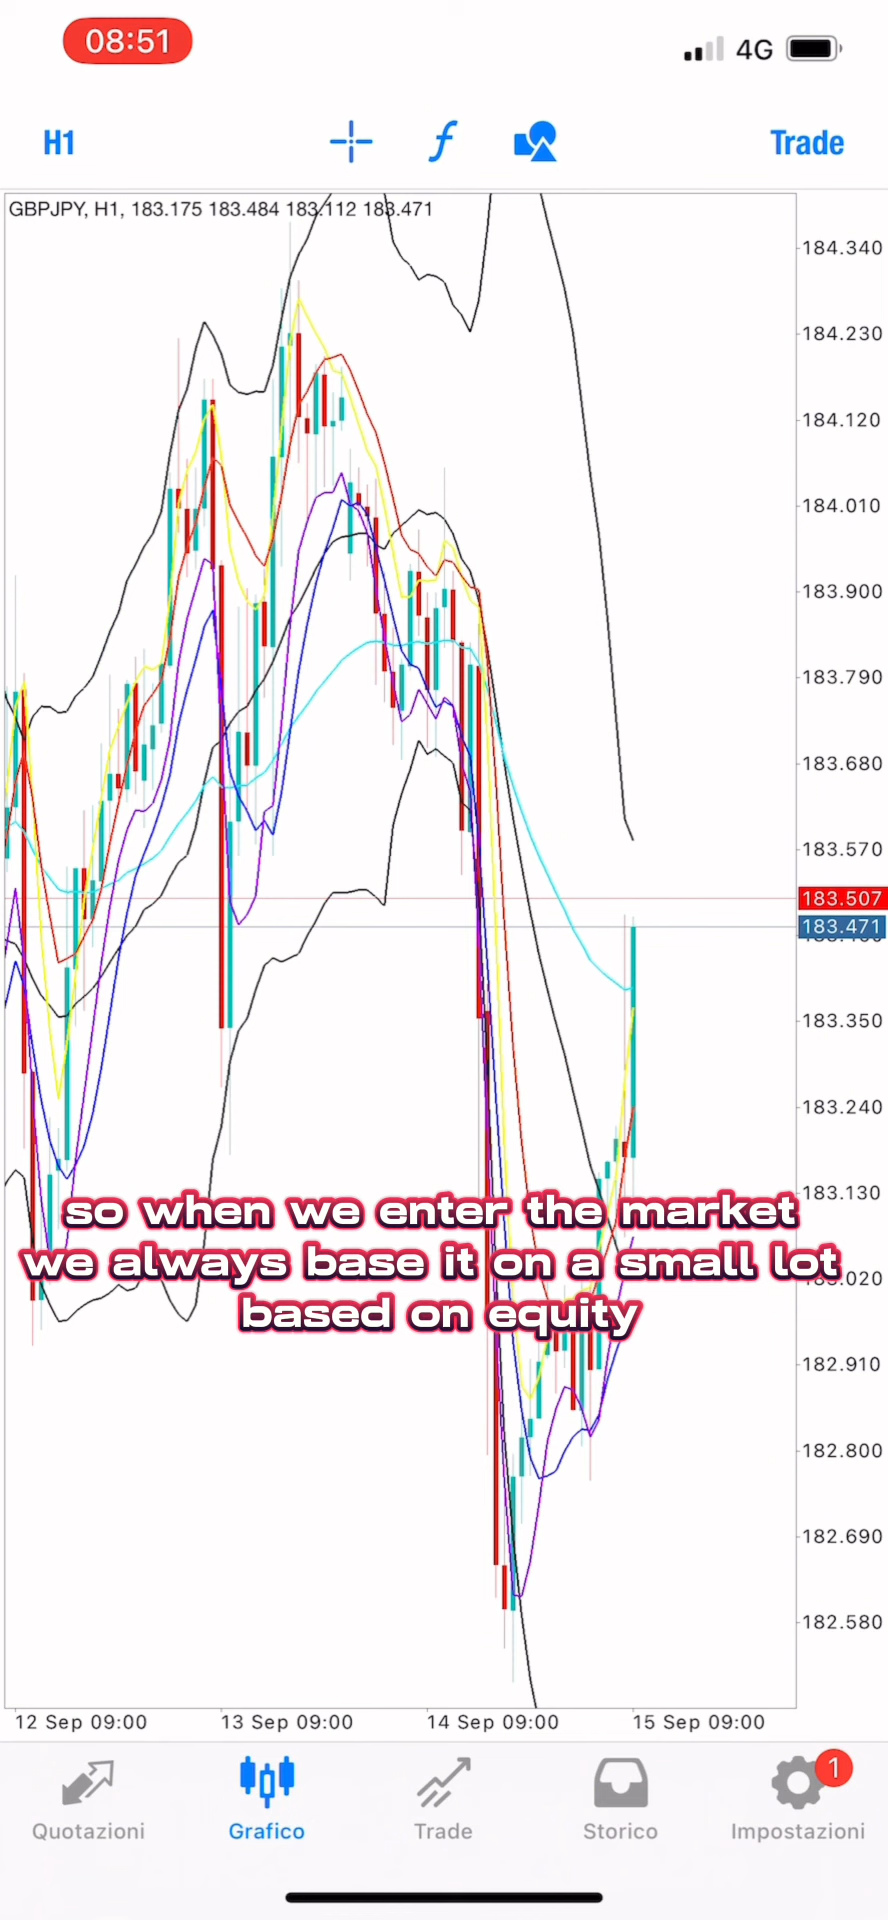 08:51
4G
H1
f
Trade
GBPJPY, H1, 183.175 183.484 183.112 183.471
184.340
184.230
184.120
184.010
183.900
183.790
183.680
183.570
183.507
183.471
183.350
183.240
183.130
so when we enter the market
we always base it on a small lot
based on equity
182.910
182.800
182.690
182.580
12 Sep 09:00
13 Sep 09:00
14 Sep 09:00
15 Sep 09:00
1
Quotazioni
Grafico
Trade
Storico
Impostazioni